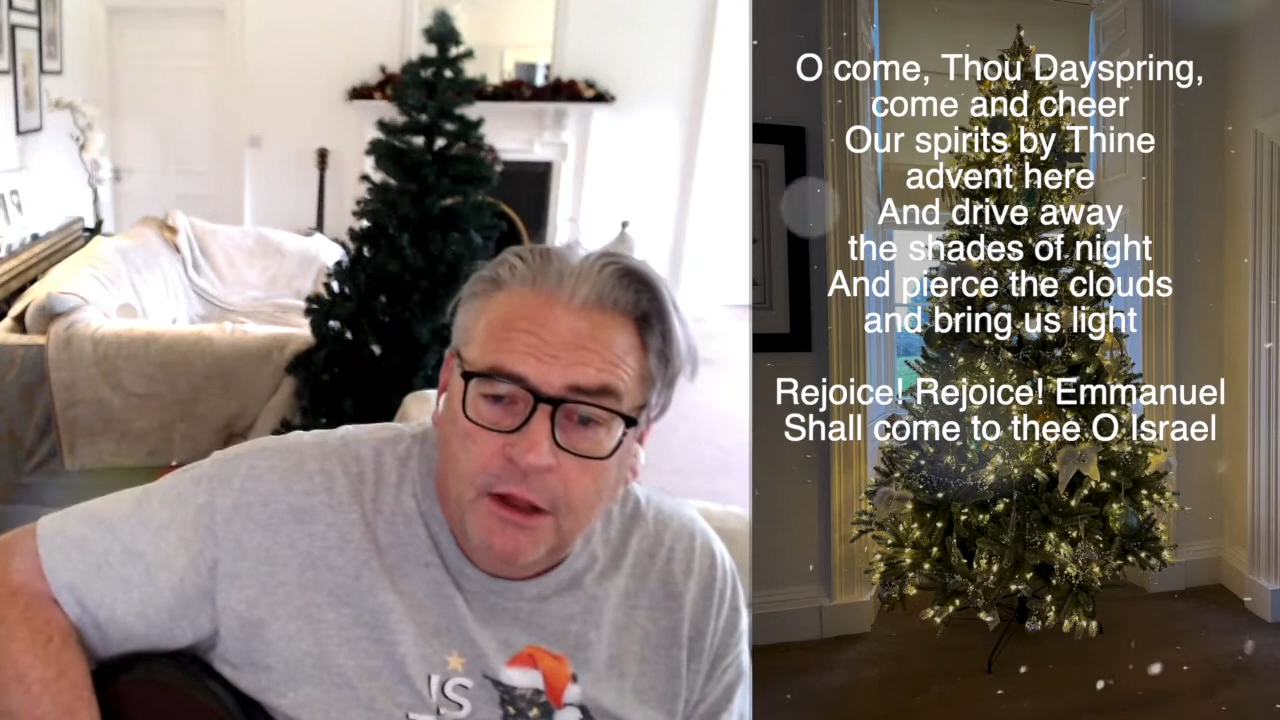 O come, Thou Dayspring,
come and cheer
Our spirits by Thine
advent here
And drive away
the shades of night
And pierce the clouds
and bring us light
Rejoice! Rejoice! Emmanuel
Shall come to thee O Israel